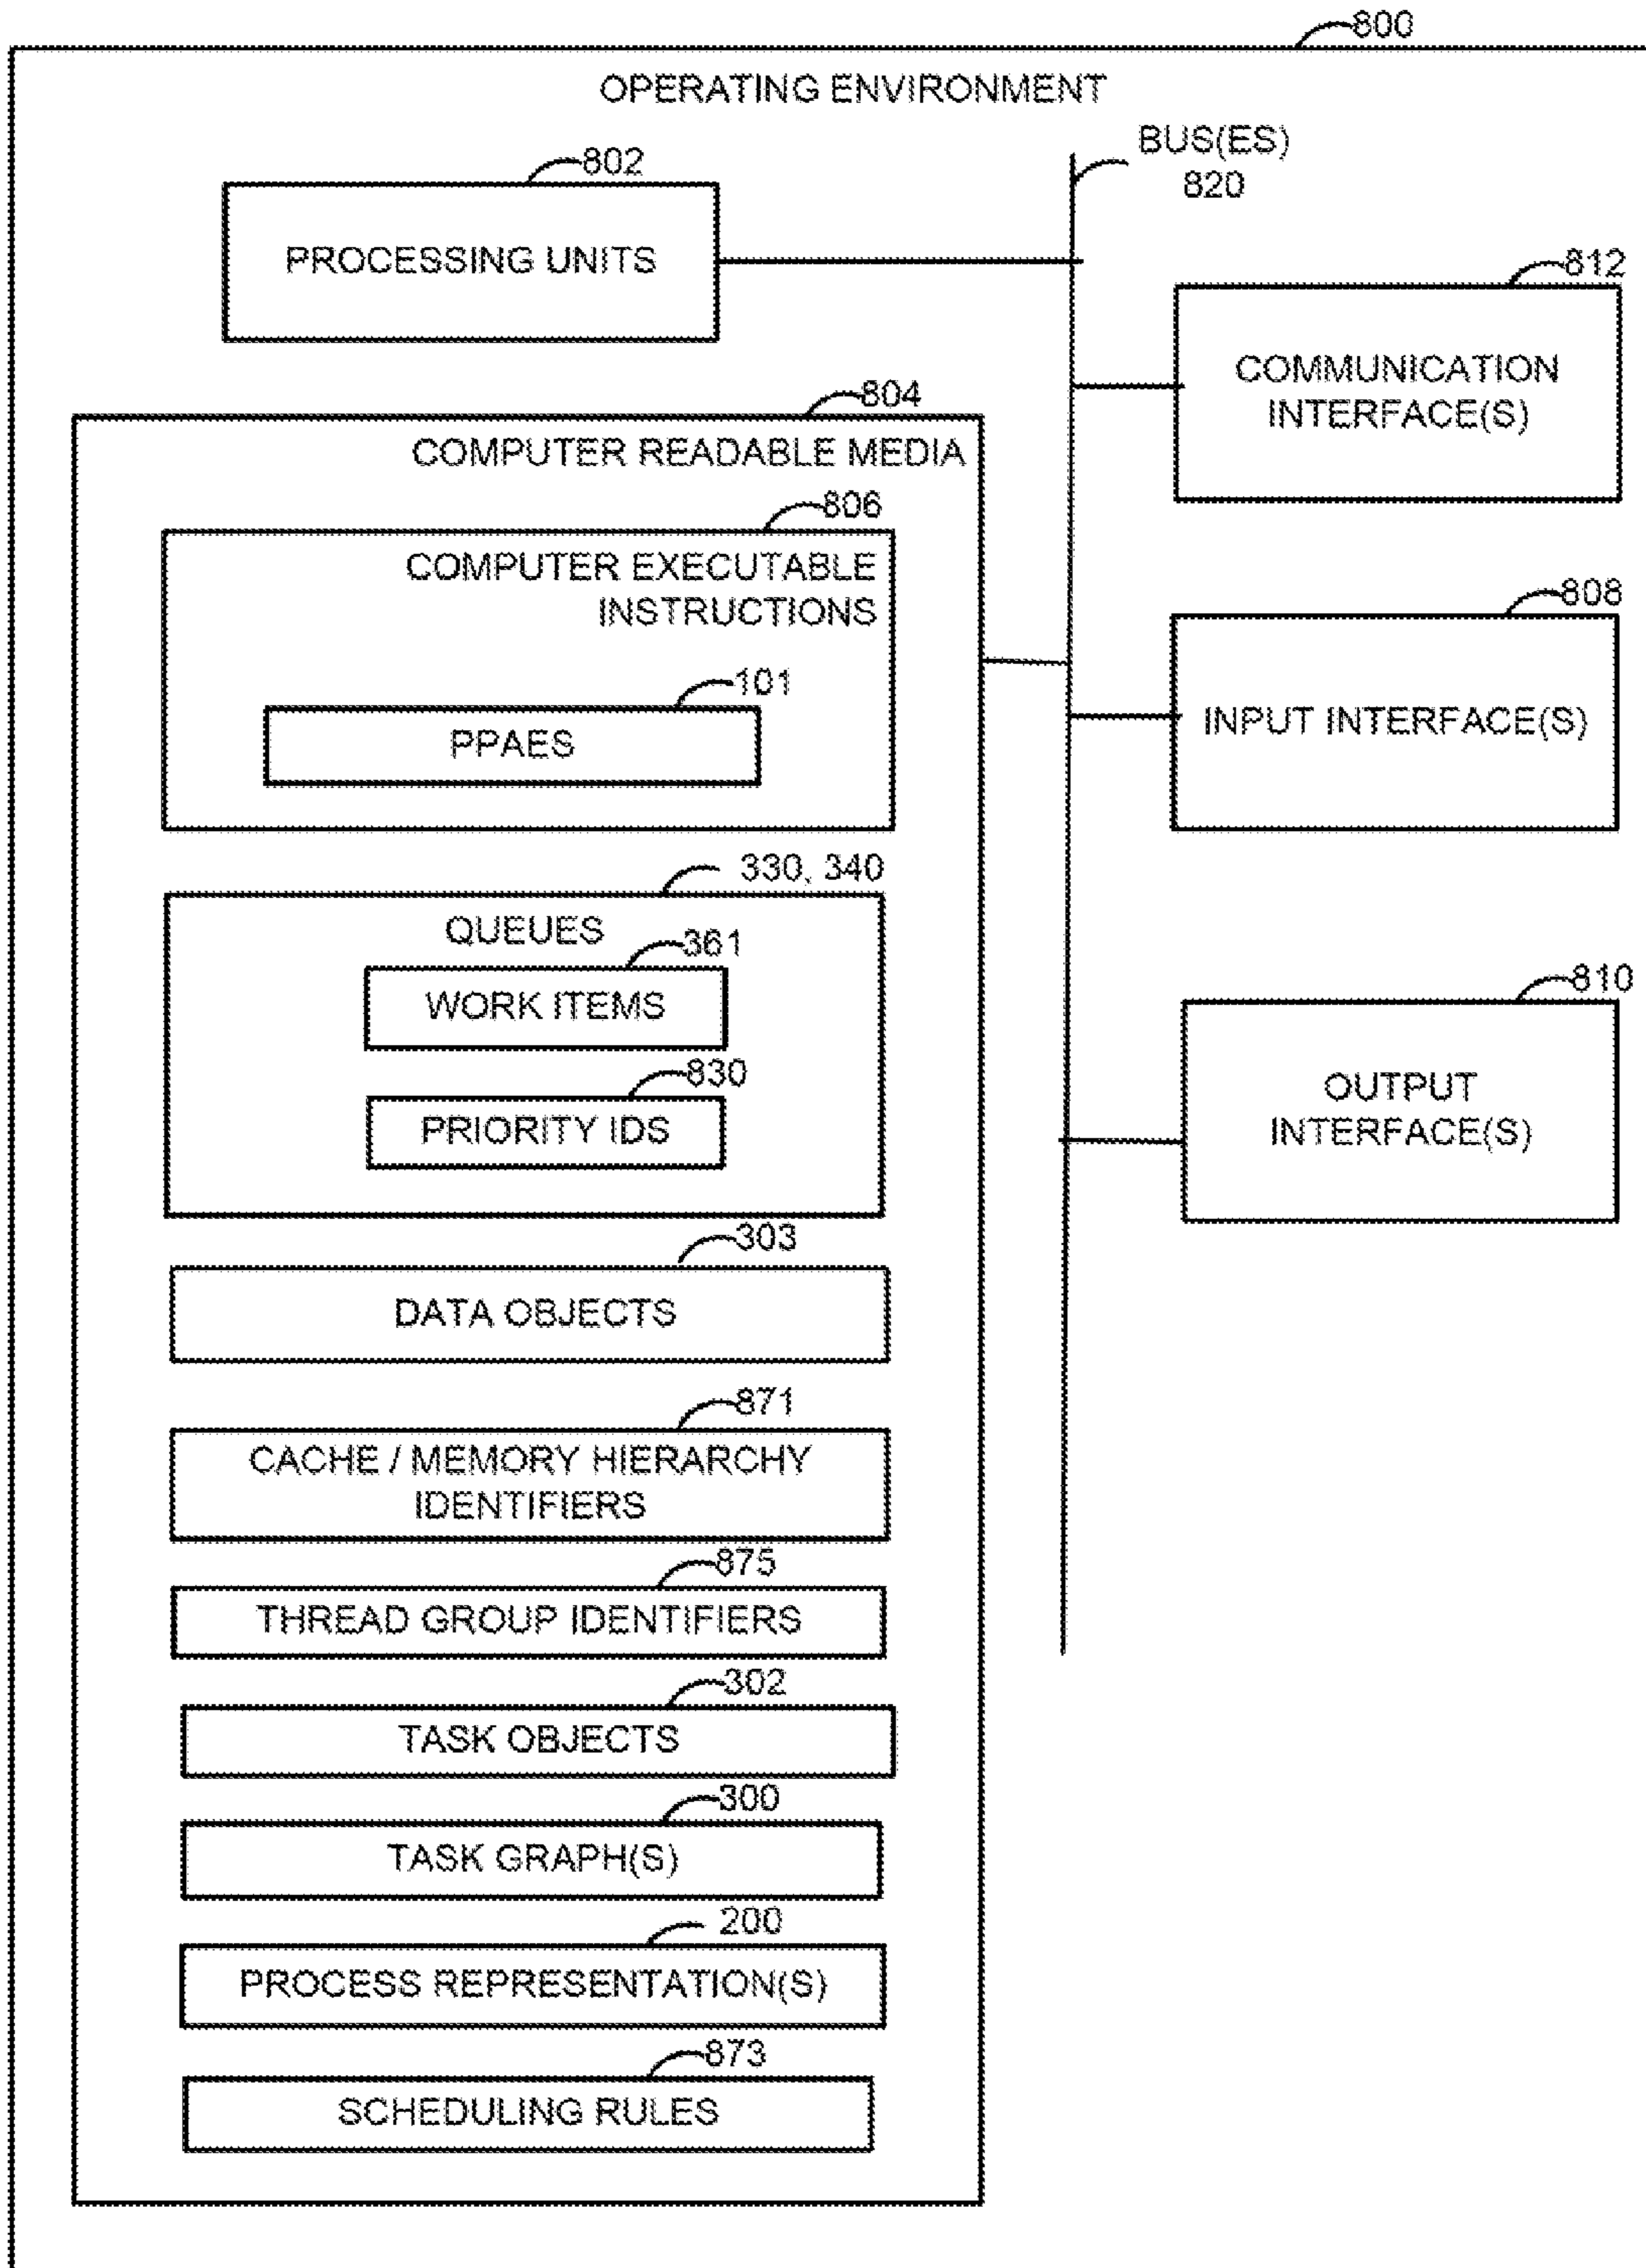 800
OPERATING ENVIRONMENT
BUS(ES)
820
802
PROCESSING UNITS
812
COMMUNICATION
INTERFACE(S)
804
COMPUTER READABLE MEDIA
806
COMPUTER EXECUTABLE
INSTRUCTIONS
808
INPUT INTERFACE(S)
101
PPAES
330, 340
QUEUES
361
WORK ITEMS
810
OUTPUT
INTERFACE(S)
830
PRIORITY IDS
303
DATA OBJECTS
871
CACHE / MEMORY HIERARCHY
IDENTIFIERS
875
THREAD GROUP IDENTIFIERS
302
TASK OBJECTS
300
TASK GRAPH(S)
200
PROCESS REPRESENTATION(S)
873
SCHEDULING RULES